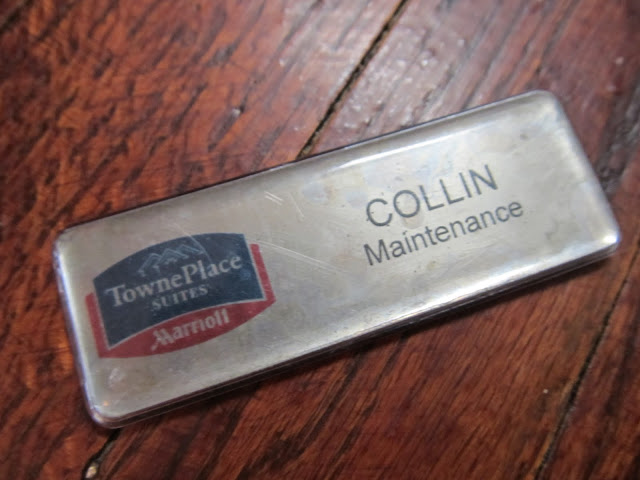 TownePlace
SUITES
Marriott
COLLIN
Maintenance